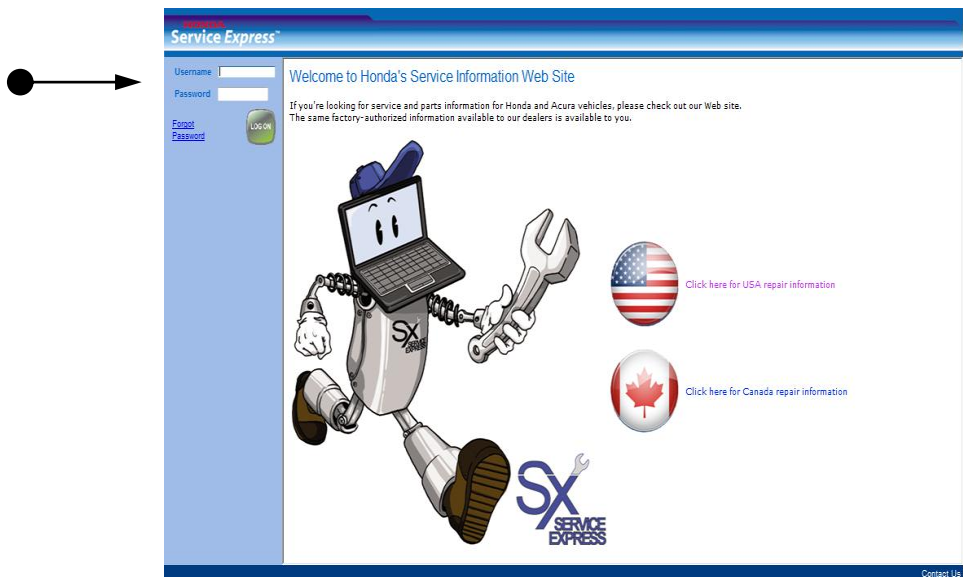 HONDA
Service Express™
Username
Password
Forgot
Password
LOG ON
Welcome to Honda's Service Information Web Site
If you're looking for service and parts information for Honda and Acura vehicles, please check out our Web site.
The same factory-authorized information available to our dealers is available to you.
SX
SERVICE
EXPRESS
Click here for USA repair information
Click here for Canada repair information
SX
SERVICE
EXPRESS
Contact Us